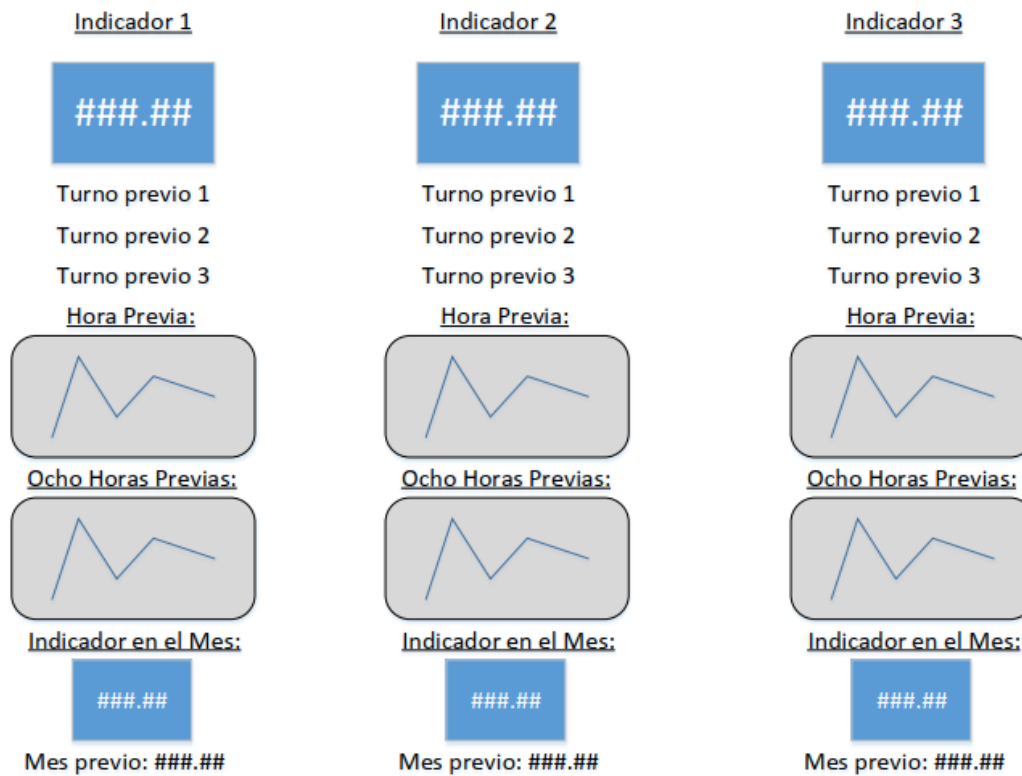 Indicador 1
###.##
Turno previo 1
Turno previo 2
Turno previo 3
Hora Previa:
Ocho Horas Previas:
Indicador en el Mes:
###.##
Mes previo: ###.##
Indicador 2
###.##
Turno previo 1
Turno previo 2
Turno previo 3
Hora Previa:
Ocho Horas Previas:
Indicador en el Mes:
###.##
Mes previo: ###.##
Indicador 3
###.##
Turno previo 1
Turno previo 2
Turno previo 3
Hora Previa:
Ocho Horas Previas:
Indicador en el Mes:
###.##
Mes previo: ###.##